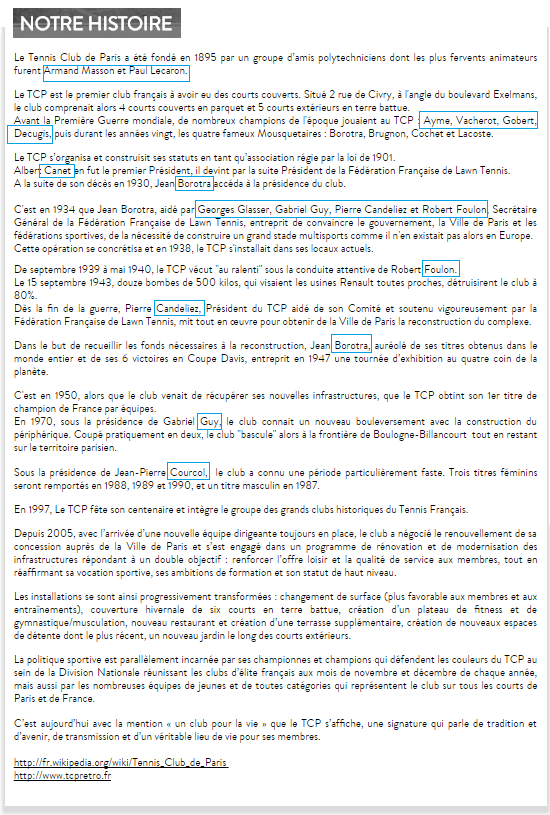 NOTRE HISTOIRE
Le Tennis Club de Paris a été fondé en 1895 par un groupe d'amis polytechniciens dont les plus fervents animateurs
furent Armand Masson et Paul Lecaron.
Le TCP est le premier club français à avoir eu des courts couverts. Situé 2 rue de Civry, à l'angle du boulevard Exelmans,
le club comprenait alors 4 courts couverts en parquet et 5 courts extérieurs en terre battue.
Avant la Première Guerre mondiale, de nombreux champions de l'époque jouaient au TCP : Ayme, Vacherot, Gobert,
Decugis, puis durant les années vingt, les quatre fameux Mousquetaires : Borotra, Brugnon, Cochet et Lacoste.
Le TCP s'organisa et construisit ses statuts en tant qu'association régie par la loi de 1901.
Albert Canet en fut le premier Président, il devint par la suite Président de la Fédération Française de Lawn Tennis.
A la suite de son décès en 1930, Jean Borotra accéda à la présidence du club.
C'est en 1934 que Jean Borotra, aidé par Georges Glasser, Gabriel Guy, Pierre Candeliez et Robert Foulon, Secrétaire
Général de la Fédération Française de Lawn Tennis, entreprit de convaincre le gouvernement, la Ville de Paris et les
fédérations sportives, de la nécessité de construire un grand stade multisports comme il n'en existait pas alors en Europe.
Cette opération se concrétisa et en 1938, le TCP s'installait dans ses locaux actuels.
De septembre 1939 à mai 1940, le TCP vécut "au ralenti" sous la conduite attentive de Robert Foulon.
Le 15 septembre 1943, douze bombes de 500 kilos, qui visaient les usines Renault toutes proches, détruisirent le club à
80%.
Dès la fin de la guerre, Pierre Candeliez, Président du TCP aidé de son Comité et soutenu vigoureusement par la
Fédération Française de Lawn Tennis, mit tout en œuvre pour obtenir de la Ville de Paris la reconstruction du complexe.
Dans le but de recueillir les fonds nécessaires à la reconstruction, Jean Borotra, auréolé de ses titres obtenus dans le
monde entier et de ses 6 victoires en Coupe Davis, entreprit en 1947 une tournée d'exhibition au quatre coin de la
planète.
C'est en 1950, alors que le club venait de récupérer ses nouvelles infrastructures, que le TCP obtint son 1er titre de
champion de France par équipes.
En 1970, sous la présidence de Gabriel Guy, le club connait un nouveau bouleversement avec la construction du
périphérique. Coupé pratiquement en deux, le club "bascule" alors à la frontière de Boulogne-Billancourt tout en restant
sur le territoire parisien.
Sous la présidence de Jean-Pierre Courcol, le club a connu une période particulièrement faste. Trois titres féminins
seront remportés en 1988, 1989 et 1990, et un titre masculin en 1987.
En 1997, Le TCP fête son centenaire et intègre le groupe des grands clubs historiques du Tennis Français.
Depuis 2005, avec l'arrivée d'une nouvelle équipe dirigeante toujours en place, le club a négocié le renouvellement de sa
concession auprès de la Ville de Paris et s'est engagé dans un programme de rénovation et de modernisation des
infrastructures répondant à un double objectif : renforcer l'offre loisir et la qualité de service aux membres, tout en
réaffirmant sa vocation sportive, ses ambitions de formation et son statut de haut niveau.
Les installations se sont ainsi progressivement transformées : changement de surface (plus favorable aux membres et aux
entraînements), couverture hivernale de six courts en terre battue, création d'un plateau de fitness et de
gymnastique/musculation, nouveau restaurant et création d'une terrasse supplémentaire, création de nouveaux espaces
de détente dont le plus récent, un nouveau jardin le long des courts extérieurs.
La politique sportive est parallèlement incarnée par ses championnes et champions qui défendent les couleurs du TCP au
sein de la Division Nationale réunissant les clubs d'élite français aux mois de novembre et décembre de chaque année,
mais aussi par les nombreuses équipes de jeunes et de toutes catégories qui représentent le club sur tous les courts de
Paris et de France.
C'est aujourd'hui avec la mention « un club pour la vie » que le TCP s'affiche, une signature qui parle de tradition et
d'avenir, de transmission et d'un véritable lieu de vie pour ses membres.
http://fr.wikipedia.org/wiki/Tennis_Club_de_Paris
http://www.tcpretro.fr